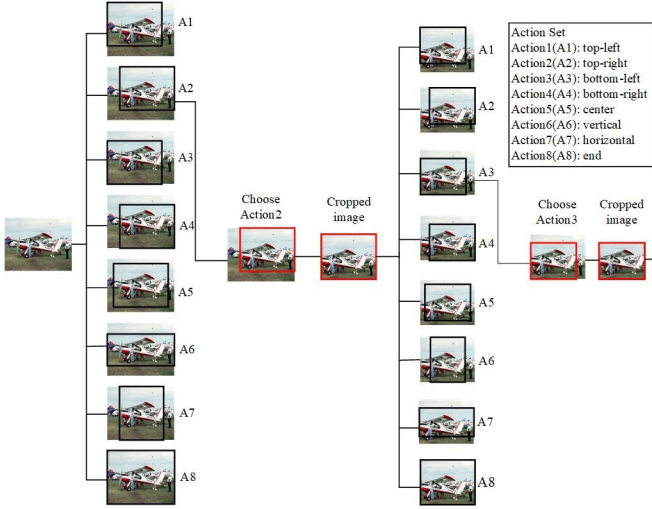 A1
A2
A3
A4
A5
A6
A7
A8
Choose
Action2
Cropped
image
A1
A2
A3
A4
A5
A6
A7
A8
Action Set
Action1(A1): top-left
Action2(A2): top-right
Action3(A3): bottom-left
Action4(A4): bottom-right
Action5(A5): center
Action6(A6): vertical
Action7(A7): horizontal
Action8(A8): end
Choose
Action3
Cropped
image